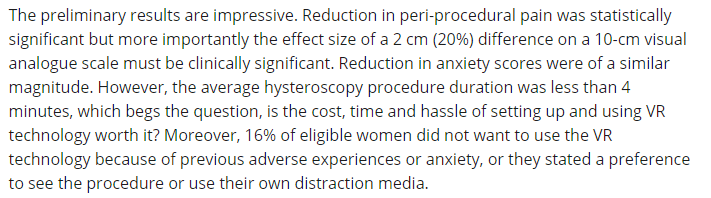 The preliminary results are impressive. Reduction in peri-procedural pain was statistically
significant but more importantly the effect size of a 2 cm (20%) difference on a 10-cm visual
analogue scale must be clinically significant. Reduction in anxiety scores were of a similar
magnitude. However, the average hysteroscopy procedure duration was less than 4
minutes, which begs the question, is the cost, time and hassle of setting up and using VR
technology worth it? Moreover, 16% of eligible women did not want to use the VR
technology because of previous adverse experiences or anxiety, or they stated a preference
to see the procedure or use their own distraction media.